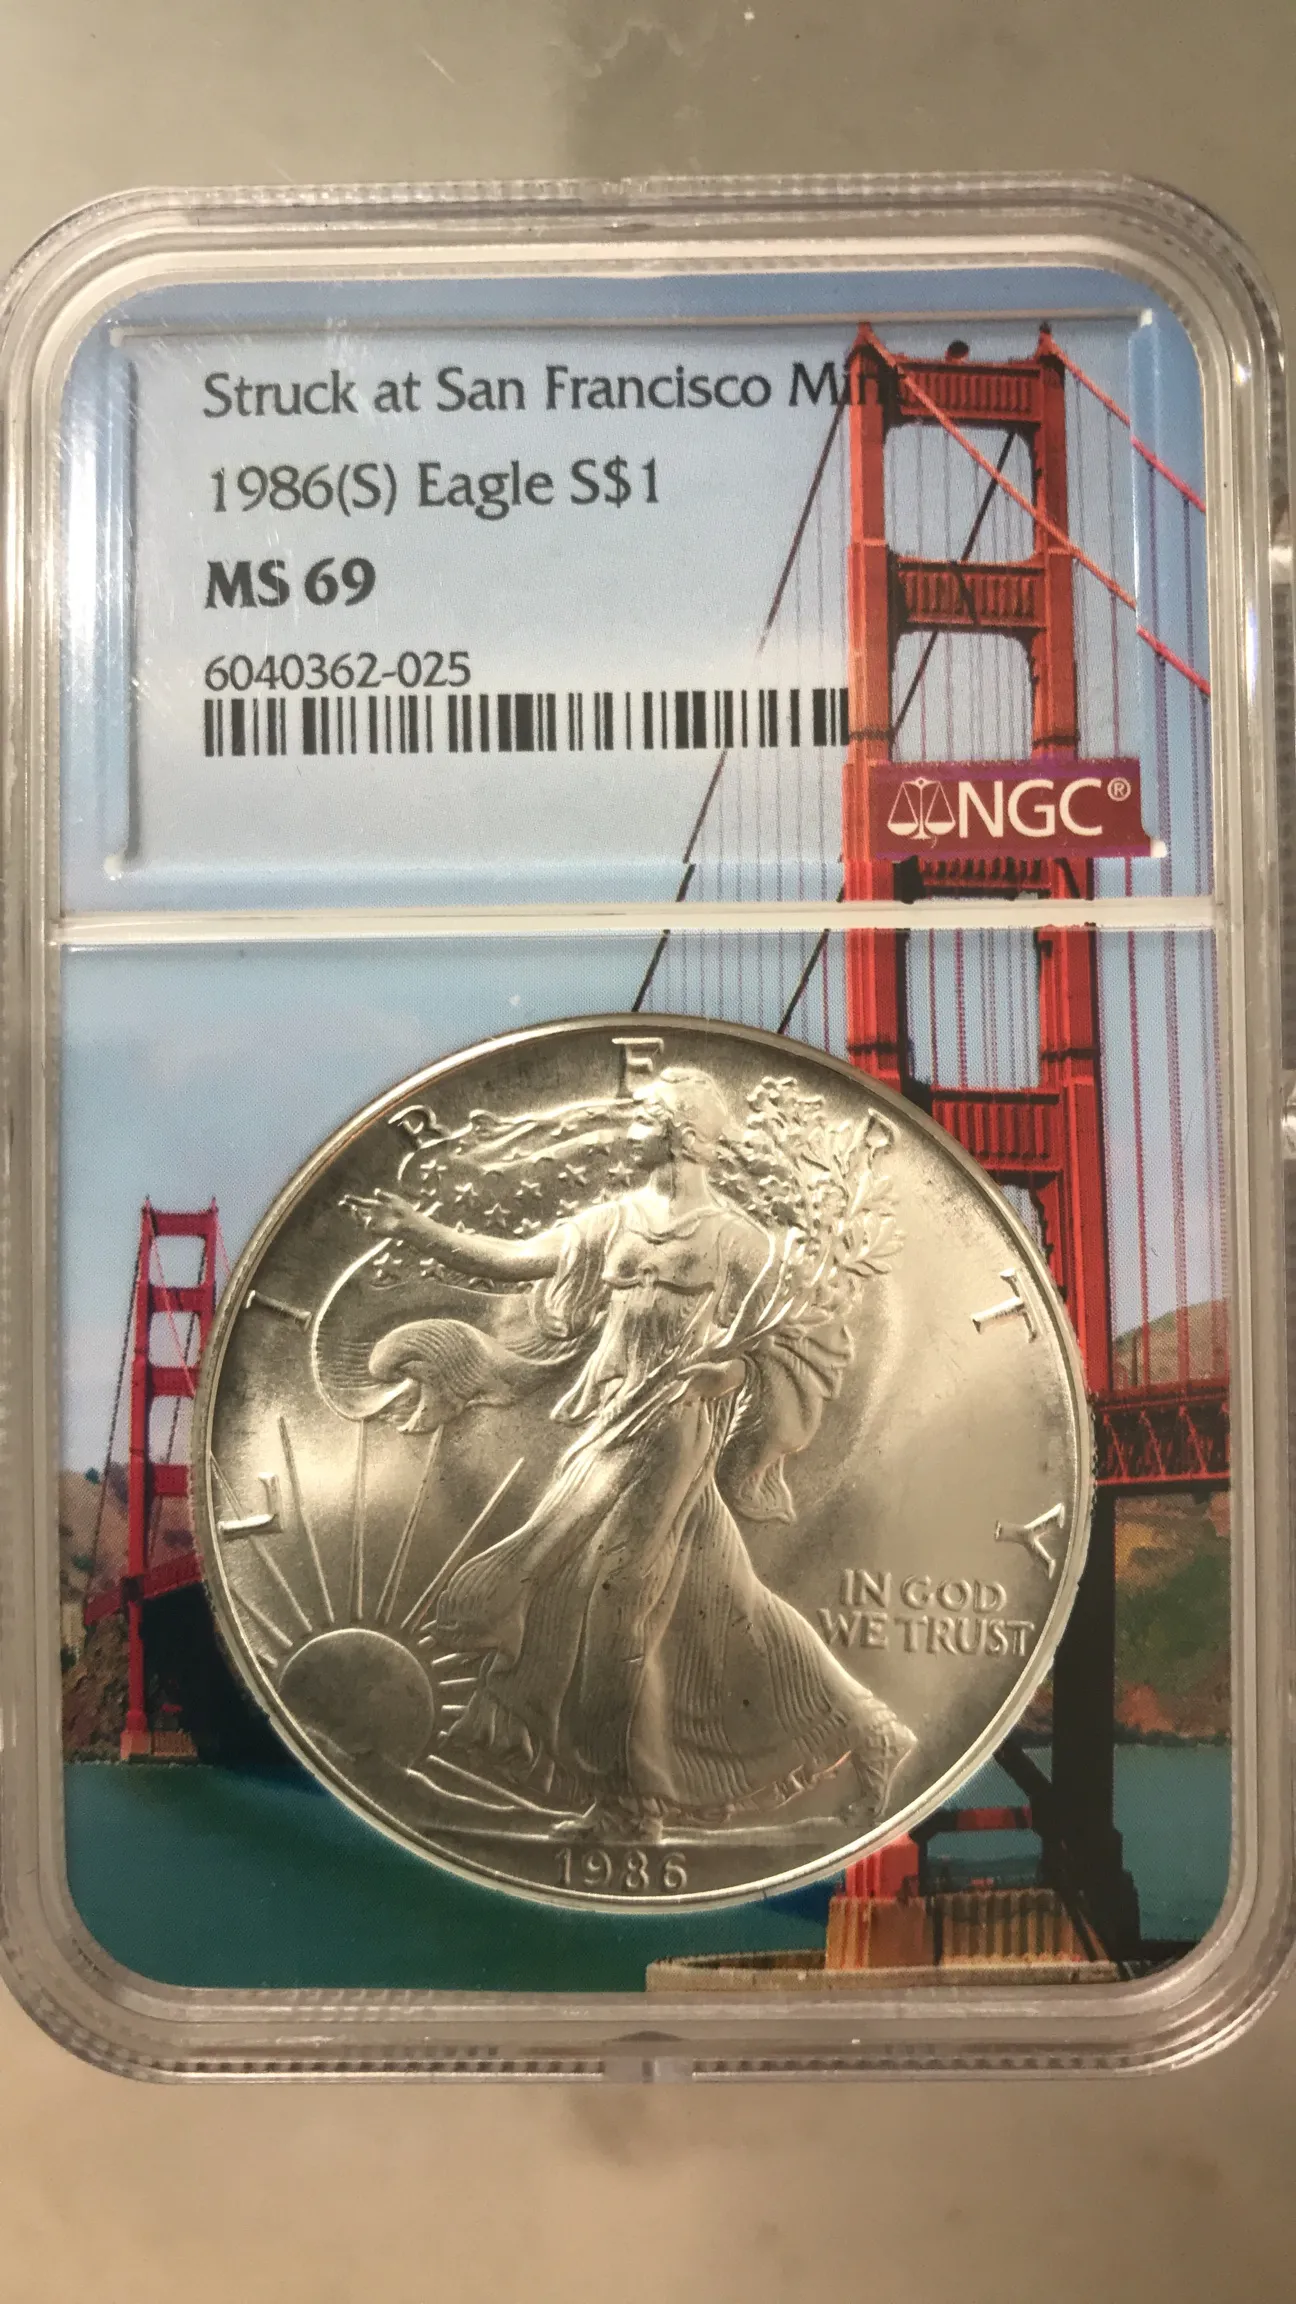 Struck at San Francisco Mint
1986(S) Eagle S$1
MS 69
6040362-025
NGC®
LIBERTY
IN GOD
WE TRUST
1986